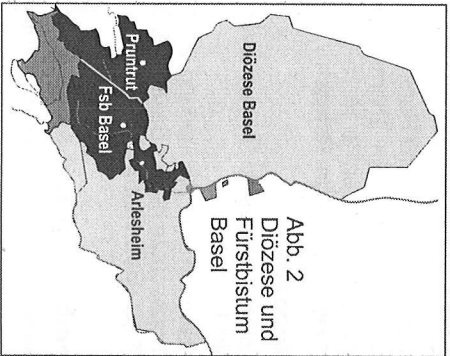 Abb. 2
Diözese und
Fürstbistum
Basel
Diözese Basel
Pruntrut
Fsb Basel
Arlesheim